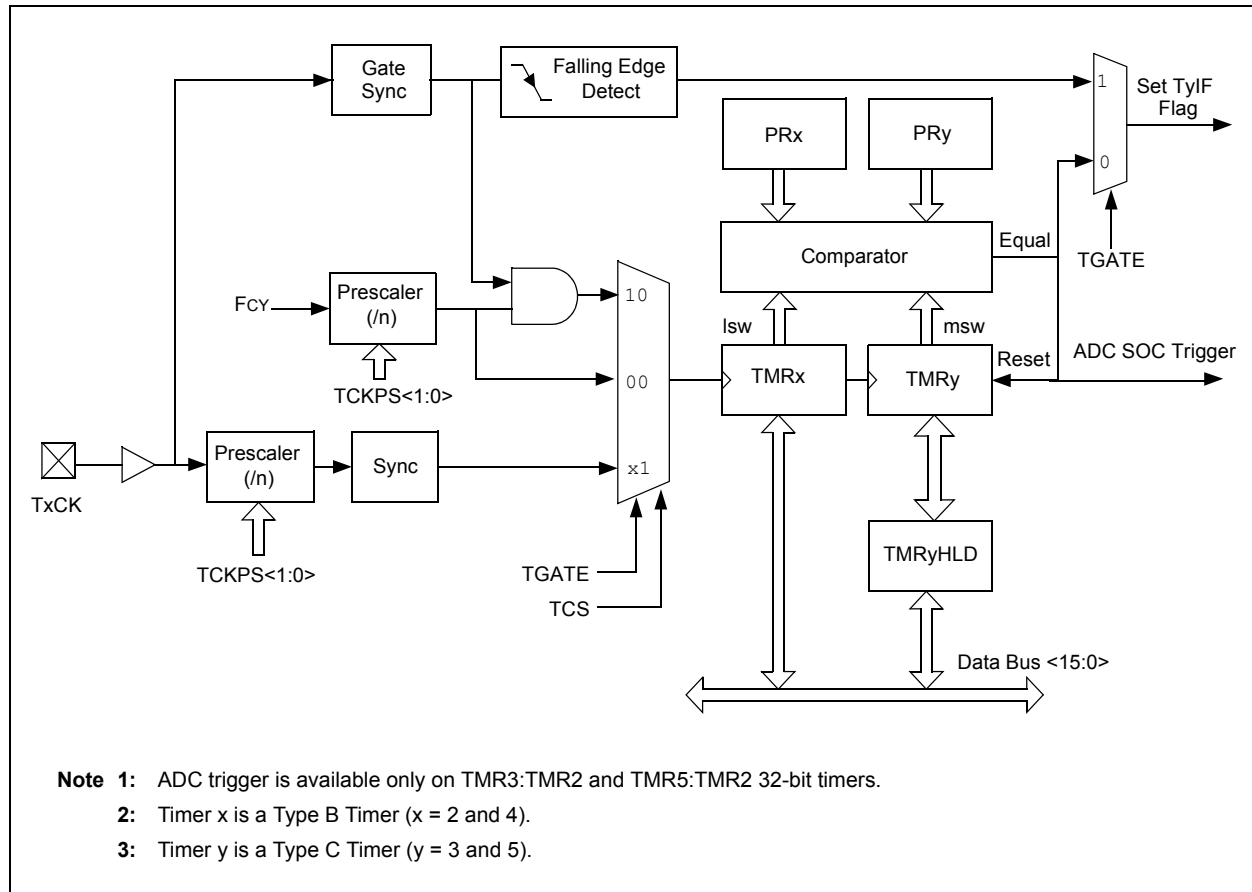 Gate
Sync
Falling Edge
Detect
1
Set TyIF
Flag
PRx
PRy
0
Comparator
Equal
TGATE
FCY
Prescaler
(/n)
10
lsw
msw
TCKPS<1:0>
00
TMRx
TMRy
Reset
ADC SOC Trigger
TxCK
Prescaler
(/n)
Sync
x1
TCKPS<1:0>
TGATE
TCS
TMRyHLD
Data Bus <15:0>
Note 1: ADC trigger is available only on TMR3:TMR2 and TMR5:TMR2 32-bit timers.
2: Timer x is a Type B Timer (x = 2 and 4).
3: Timer y is a Type C Timer (y = 3 and 5).